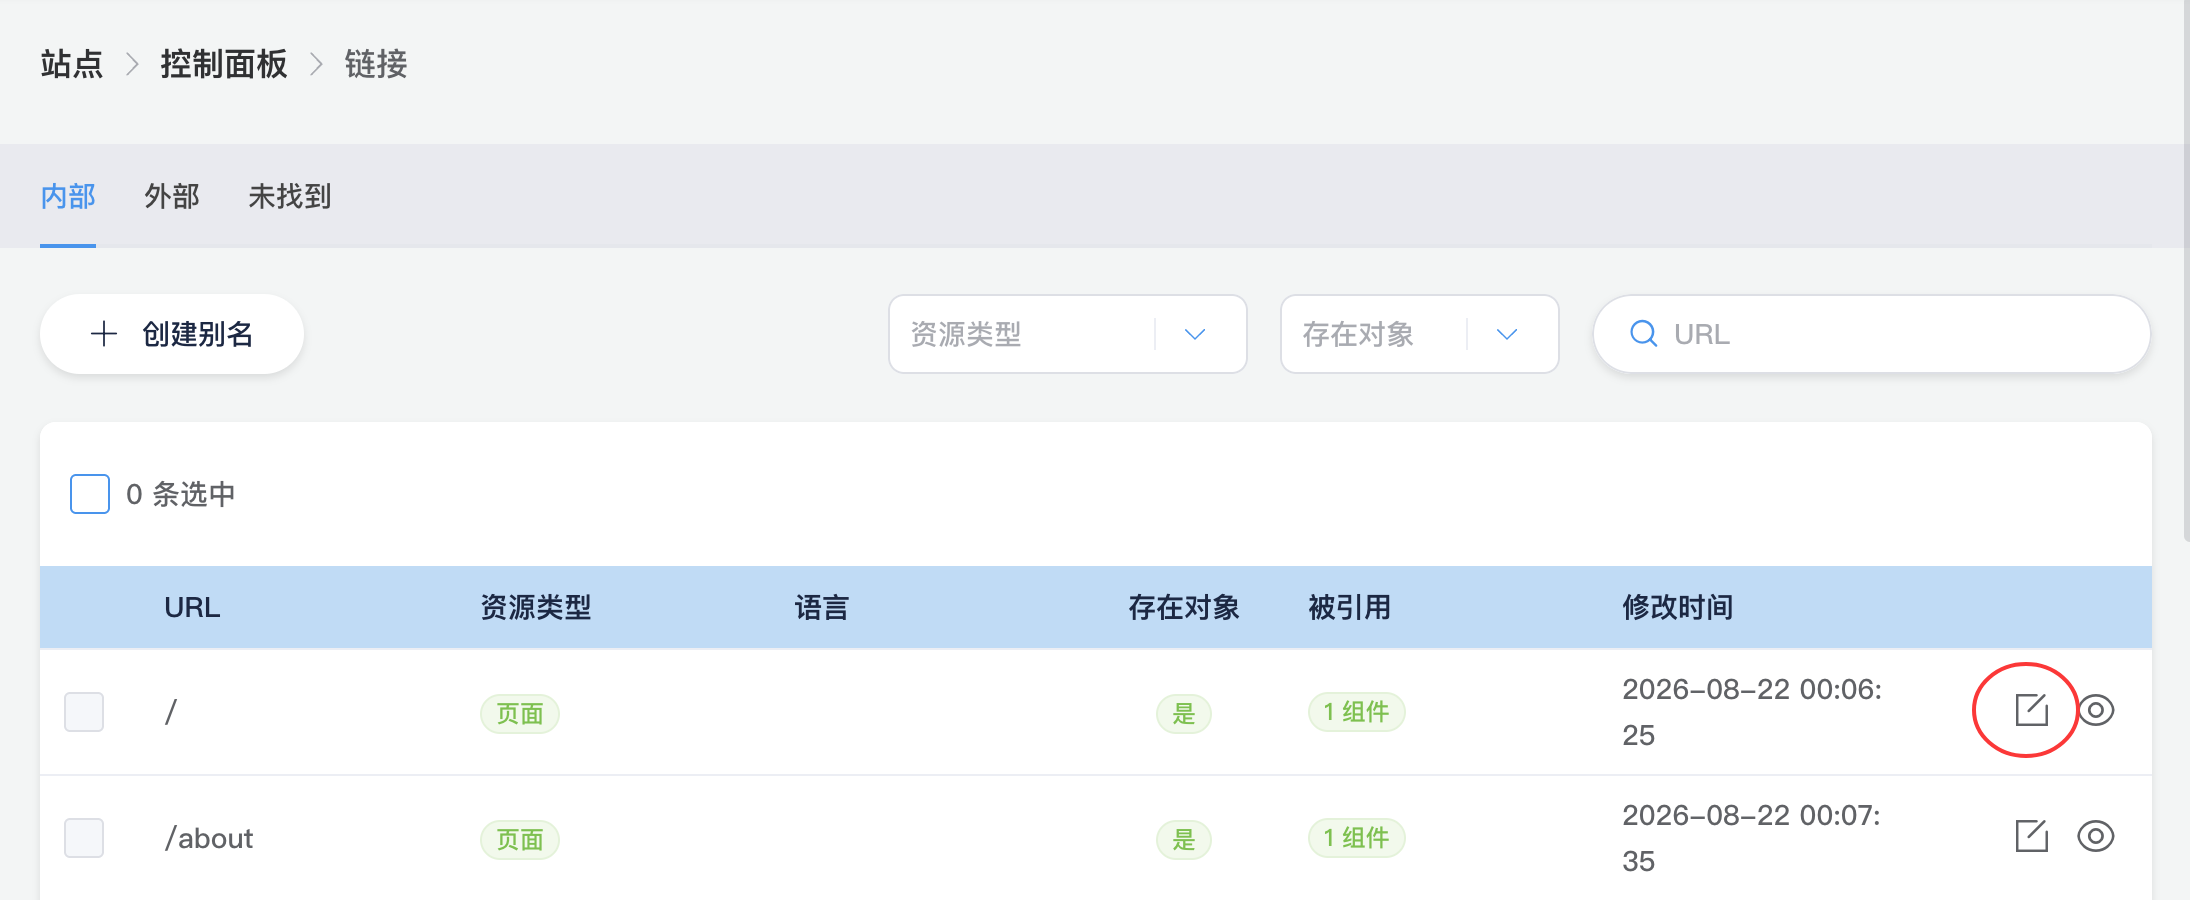 站点 > 控制面板 > 链接
内部 外部 未找到
创建别名 资源类型 存在对象 URL
0 条选中
URL 资源类型 语言 存在对象 被引用 修改时间
/ 页面 是 1 组件 2026-08-22 00:06:
25
/about 页面 是 1 组件 2026-08-22 00:07:
35